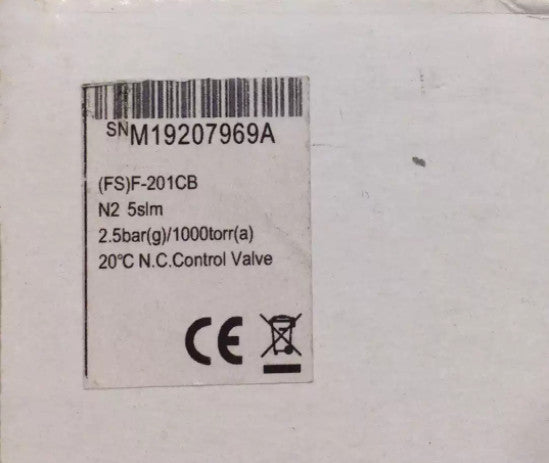 SNM19207969A
(FS)F-201CB
N2 5slm
2.5bar(g)/1000torr(a)
20°C N.C.Control Valve
CE